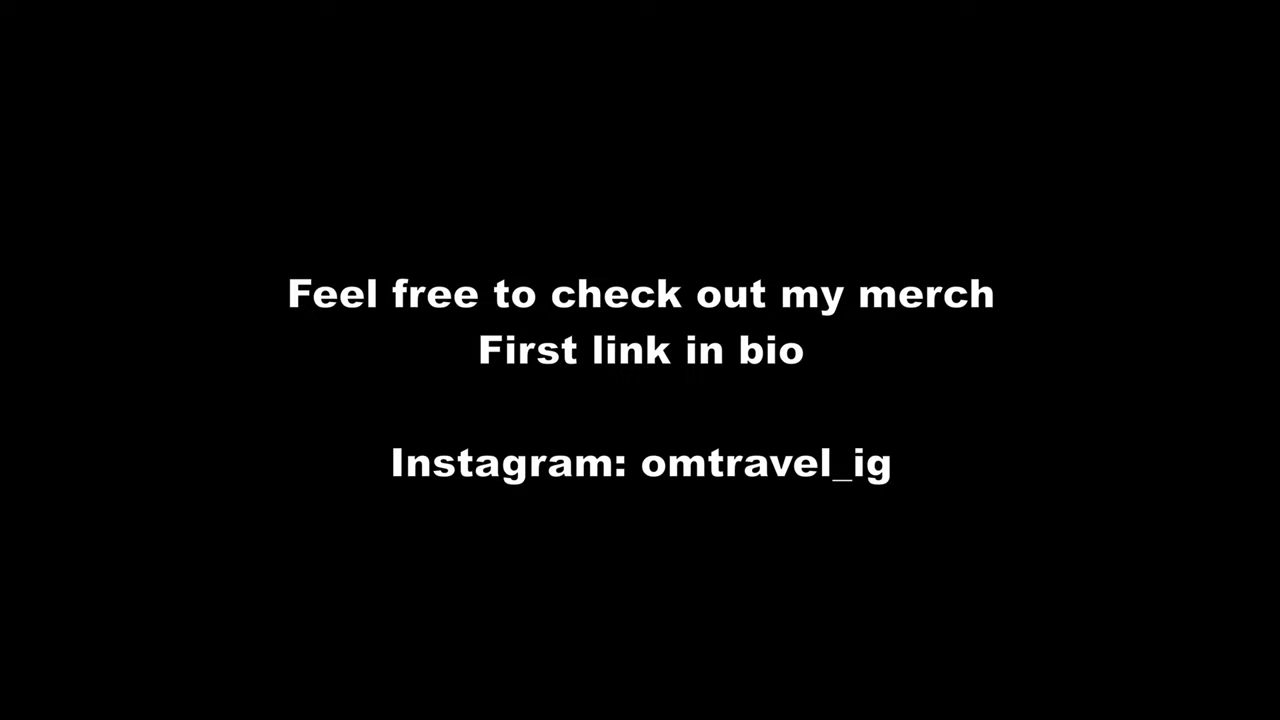 Feel free to check out my merch
First link in bio
Instagram: omtravel_ig